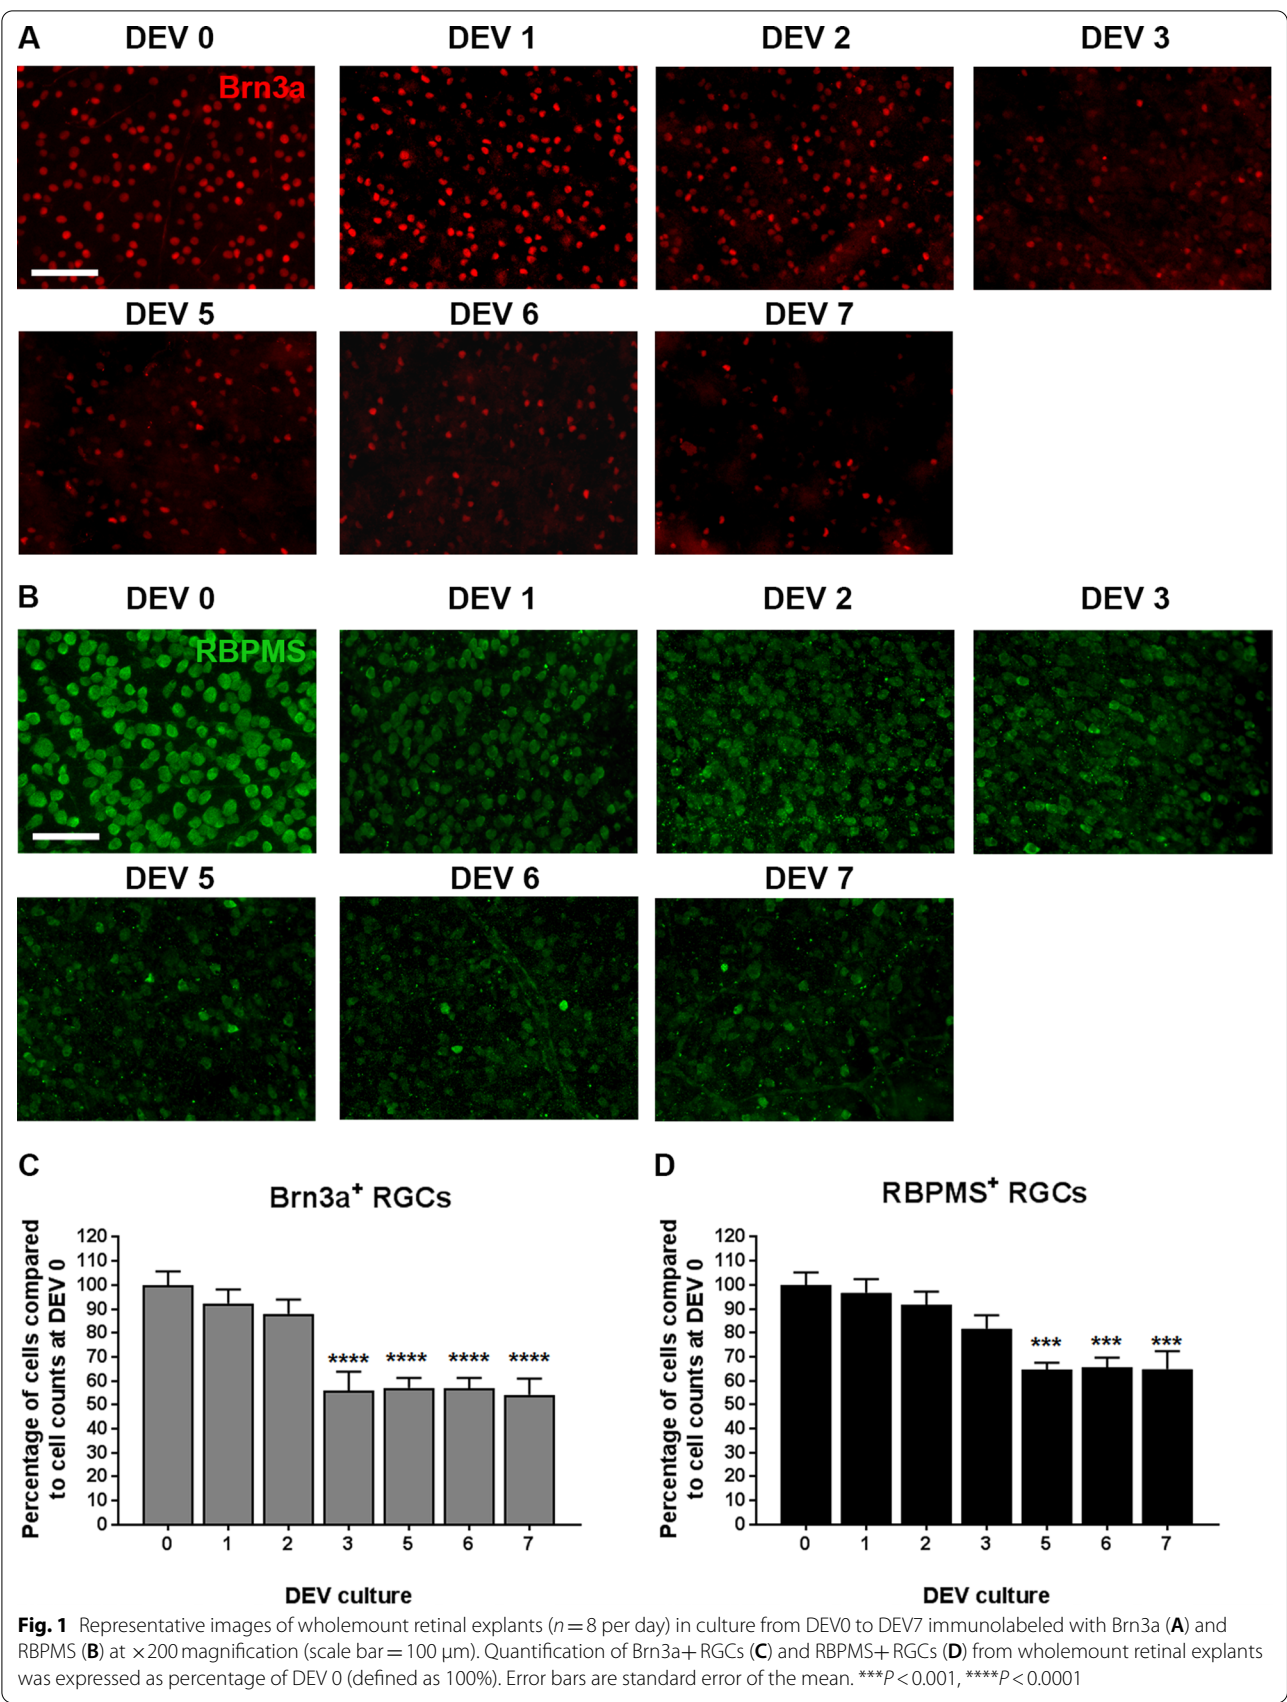 A
DEV 0 DEV 1 DEV 2 DEV 3
Brn3a
DEV 5 DEV 6 DEV 7
B
DEV 0 DEV 1 DEV 2 DEV 3
RBPMS
DEV 5 DEV 6 DEV 7
C
Brn3a+ RGCs
Percentage of cells compared
to cell counts at DEV 0
120
110
100
90
80
70
60
50
40
30
20
10
0
**** **** **** ****
0 1 2 3 5 6 7
DEV culture
D
RBPMS+ RGCs
Percentage of cells compared
to cell counts at DEV 0
120
110
100
90
80
70
60
50
40
30
20
10
0
*** *** ***
0 1 2 3 5 6 7
DEV culture
Fig. 1 Representative images of wholemount retinal explants (n = 8 per day) in culture from DEV0 to DEV7 immunolabeled with Brn3a (A) and
RBPMS (B) at ×200 magnification (scale bar = 100 µm). Quantification of Brn3a+ RGCs (C) and RBPMS+ RGCs (D) from wholemount retinal explants
was expressed as percentage of DEV 0 (defined as 100%). Error bars are standard error of the mean. ***P < 0.001, ****P < 0.0001